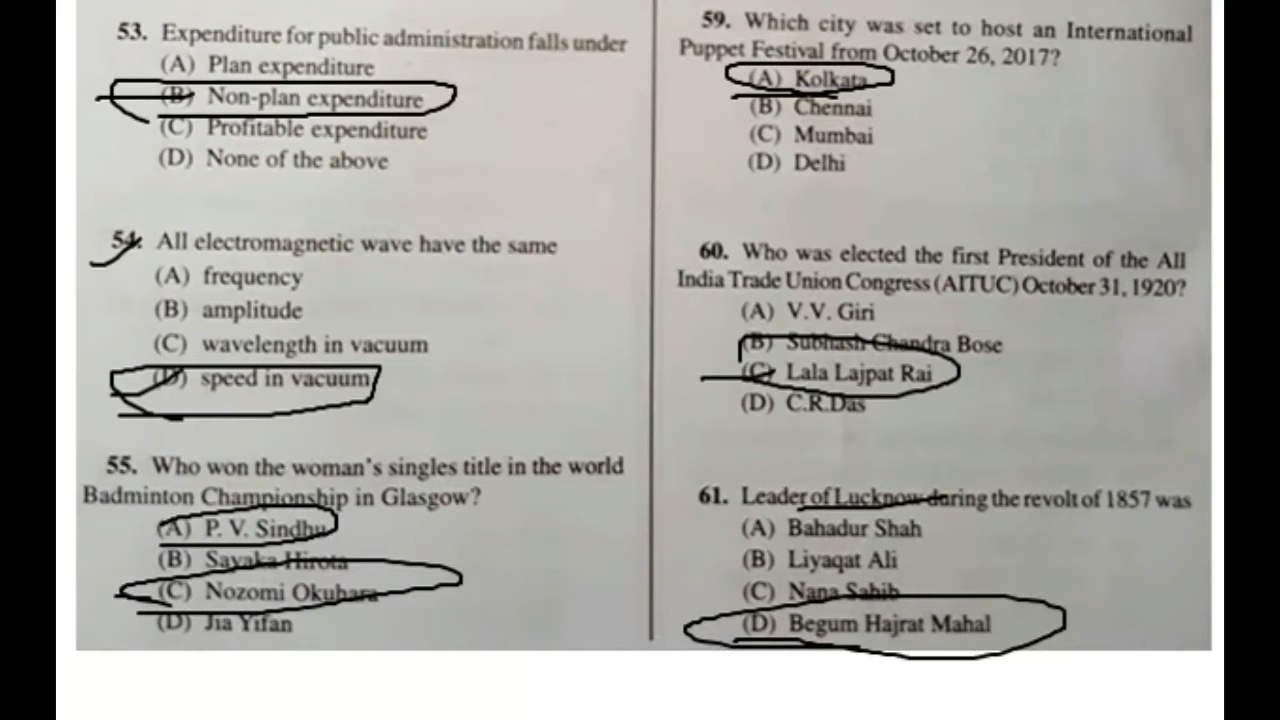 53. Expenditure for public administration falls under
(A) Plan expenditure
(B) Non-plan expenditure
(C) Profitable expenditure
(D) None of the above
54. All electromagnetic wave have the same
(A) frequency
(B) amplitude
(C) wavelength in vacuum
(D) speed in vacuum
55. Who won the woman's singles title in the world
Badminton Championship in Glasgow?
(A) P. V. Sindhu
(B) Sayaka Hirota
(C) Nozomi Okuhara
(D) Jia Yifan
59. Which city was set to host an International
Puppet Festival from October 26, 2017?
(A) Kolkata
(B) Chennai
(C) Mumbai
(D) Delhi
60. Who was elected the first President of the All
India Trade Union Congress (AITUC) October 31, 1920?
(A) V.V. Giri
(B) Subhash Chandra Bose
(C) Lala Lajpat Rai
(D) C.R.Das
61. Leader of Lucknow during the revolt of 1857 was
(A) Bahadur Shah
(B) Liyaqat Ali
(C) Nana Sahib
(D) Begum Hajrat Mahal